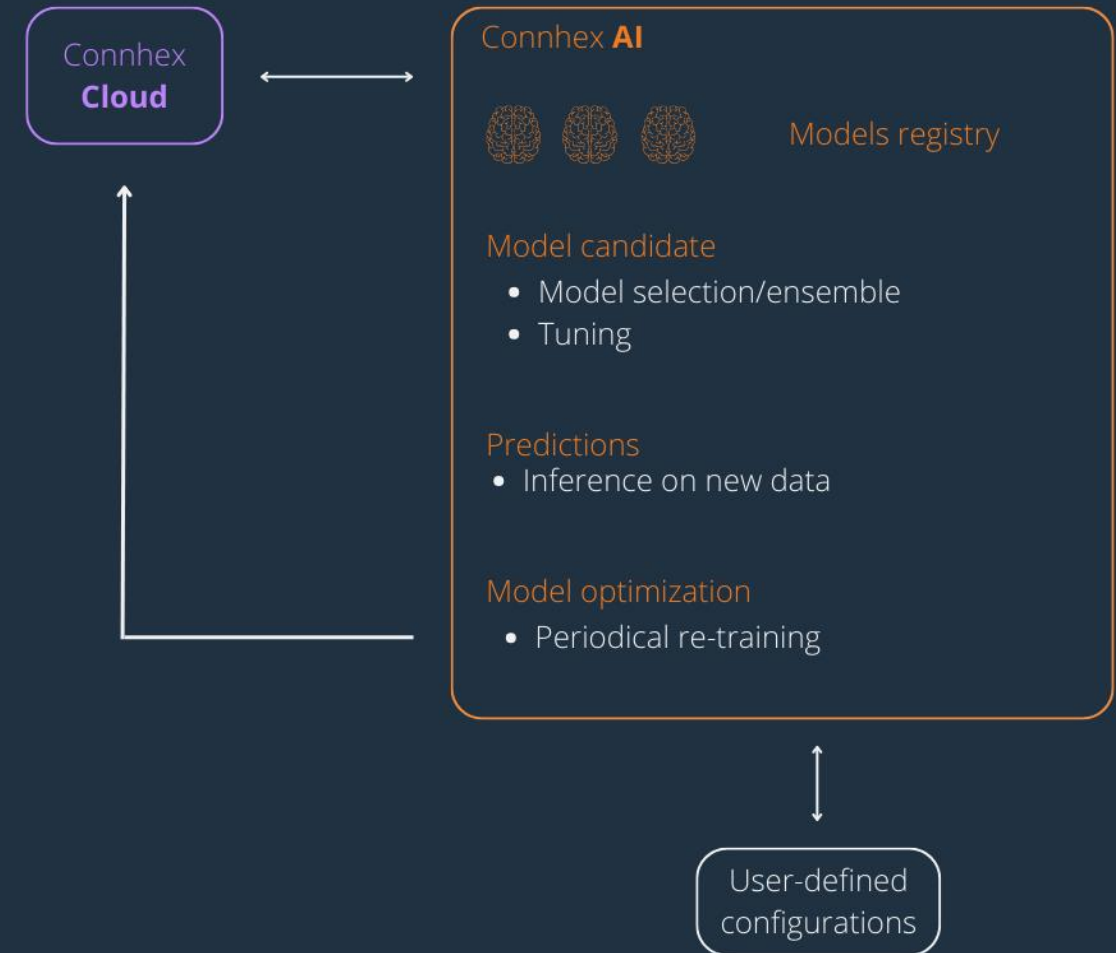 Connhex
Cloud
Connhex AI
Models registry
Model candidate
• Model selection/ensemble
• Tuning
Predictions
• Inference on new data
Model optimization
• Periodical re-training
User-defined
configurations